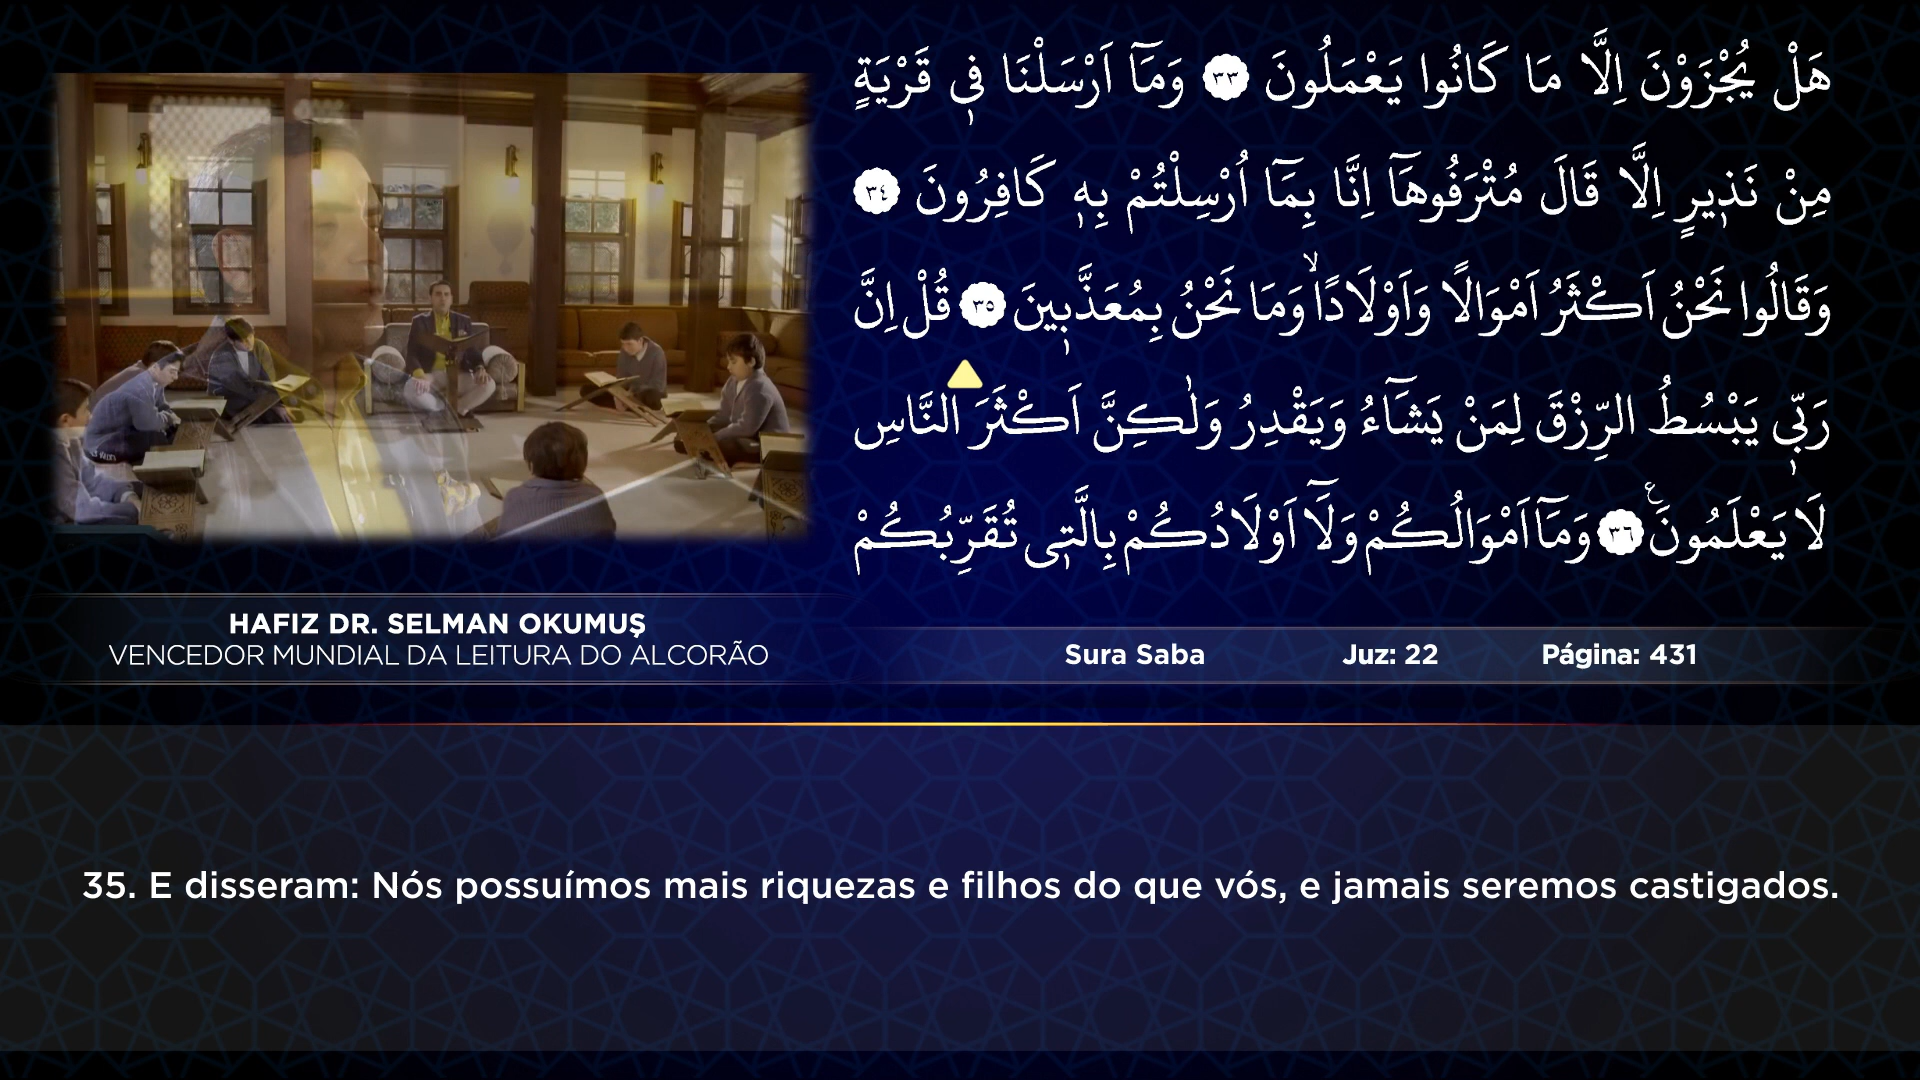 هَلْ يُجْزَوْنَ اِلَّا مَا كَانُوا يَعْمَلُونَ ٣٣ وَمَٓا اَرْسَلْنَا فٖي قَرْيَةٍ
مِنْ نَذٖيرٍ اِلَّا قَالَ مُتْرَفُوهَٓا اِنَّا بِمَٓا اُرْسِلْتُمْ بِهٖ كَافِرُونَ ٣٤
وَقَالُوا نَحْنُ اَكْثَرُ اَمْوَالًا وَاَوْلَادًاۙ وَمَا نَحْنُ بِمُعَذَّبٖينَ ٣٥ قُلْ اِنَّ
رَبّٖي يَبْسُطُ الرِّزْقَ لِمَنْ يَشَٓاءُ وَيَقْدِرُ وَلٰكِنَّ اَكْثَرَ النَّاسِ
لَا يَعْلَمُونَࣖ ٣٦ وَمَٓا اَمْوَالُكُمْ وَلَٓا اَوْلَادُكُمْ بِالَّتٖي تُقَرِّبُكُمْ
HAFIZ DR. SELMAN OKUMUŞ
VENCEDOR MUNDIAL DA LEITURA DO ALCORÃO
Sura Saba Juz: 22 Página: 431
35. E disseram: Nós possuímos mais riquezas e filhos do que vós, e jamais seremos castigados.